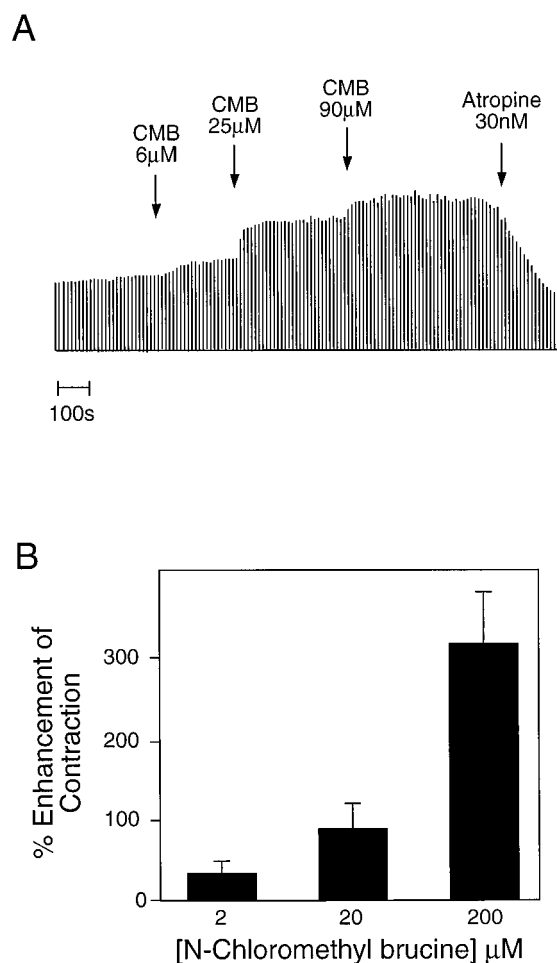 A
CMB
6μM
CMB
25μM
CMB
90μM
Atropine
30nM
100s
B
% Enhancement of
Contraction
300
200
100
0
2
20
200
[N-Chloromethyl brucine] μM